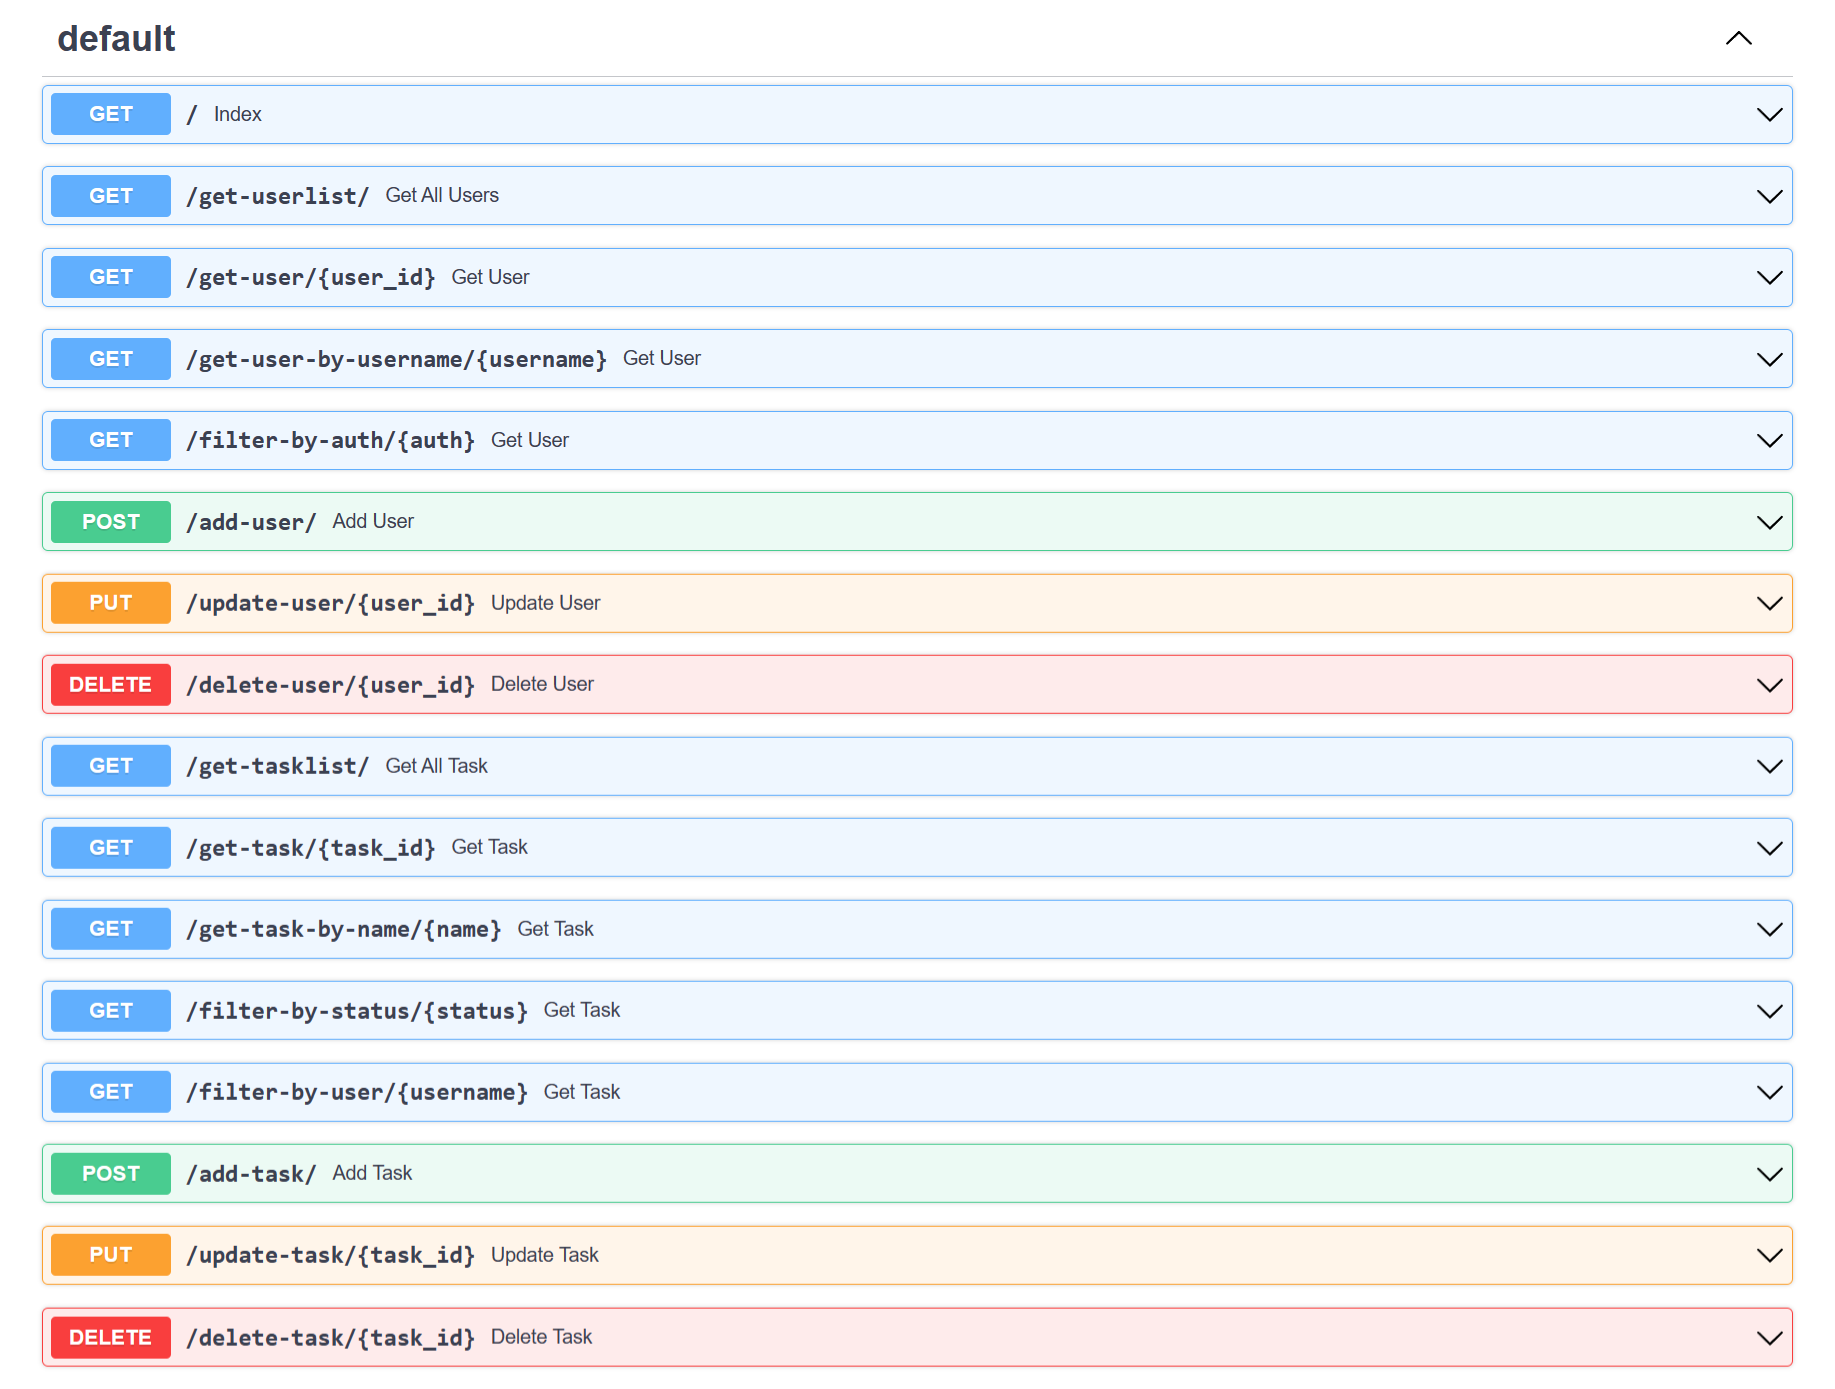 default
GET / Index
GET /get-userlist/ Get All Users
GET /get-user/{user_id} Get User
GET /get-user-by-username/{username} Get User
GET /filter-by-auth/{auth} Get User
POST /add-user/ Add User
PUT /update-user/{user_id} Update User
DELETE /delete-user/{user_id} Delete User
GET /get-tasklist/ Get All Task
GET /get-task/{task_id} Get Task
GET /get-task-by-name/{name} Get Task
GET /filter-by-status/{status} Get Task
GET /filter-by-user/{username} Get Task
POST /add-task/ Add Task
PUT /update-task/{task_id} Update Task
DELETE /delete-task/{task_id} Delete Task